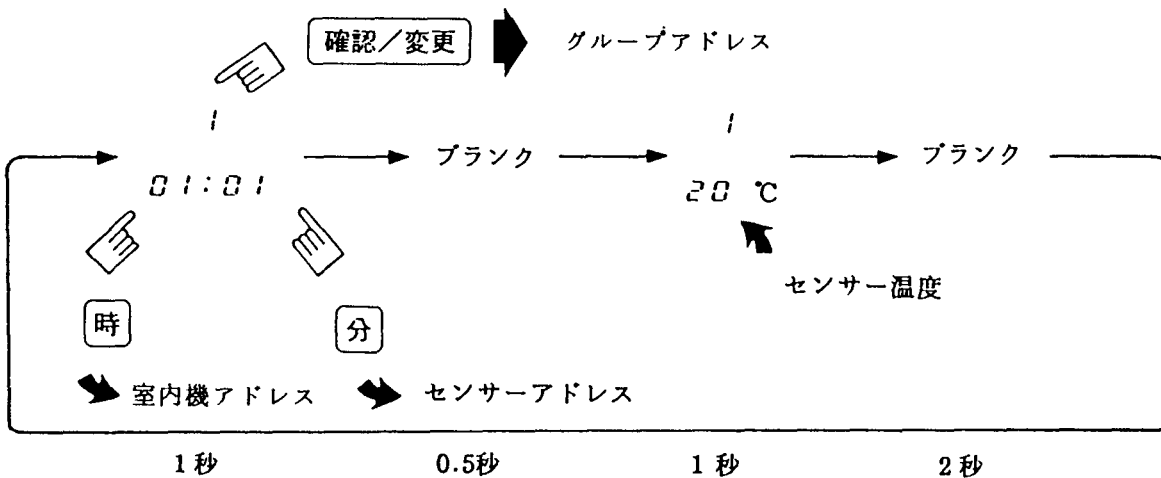 確認／変更 グループアドレス
1 1
ブランク ブランク
01:01 20 ℃
センサー温度
時 分
室内機アドレス センサーアドレス
1秒 0.5秒 1秒 2秒